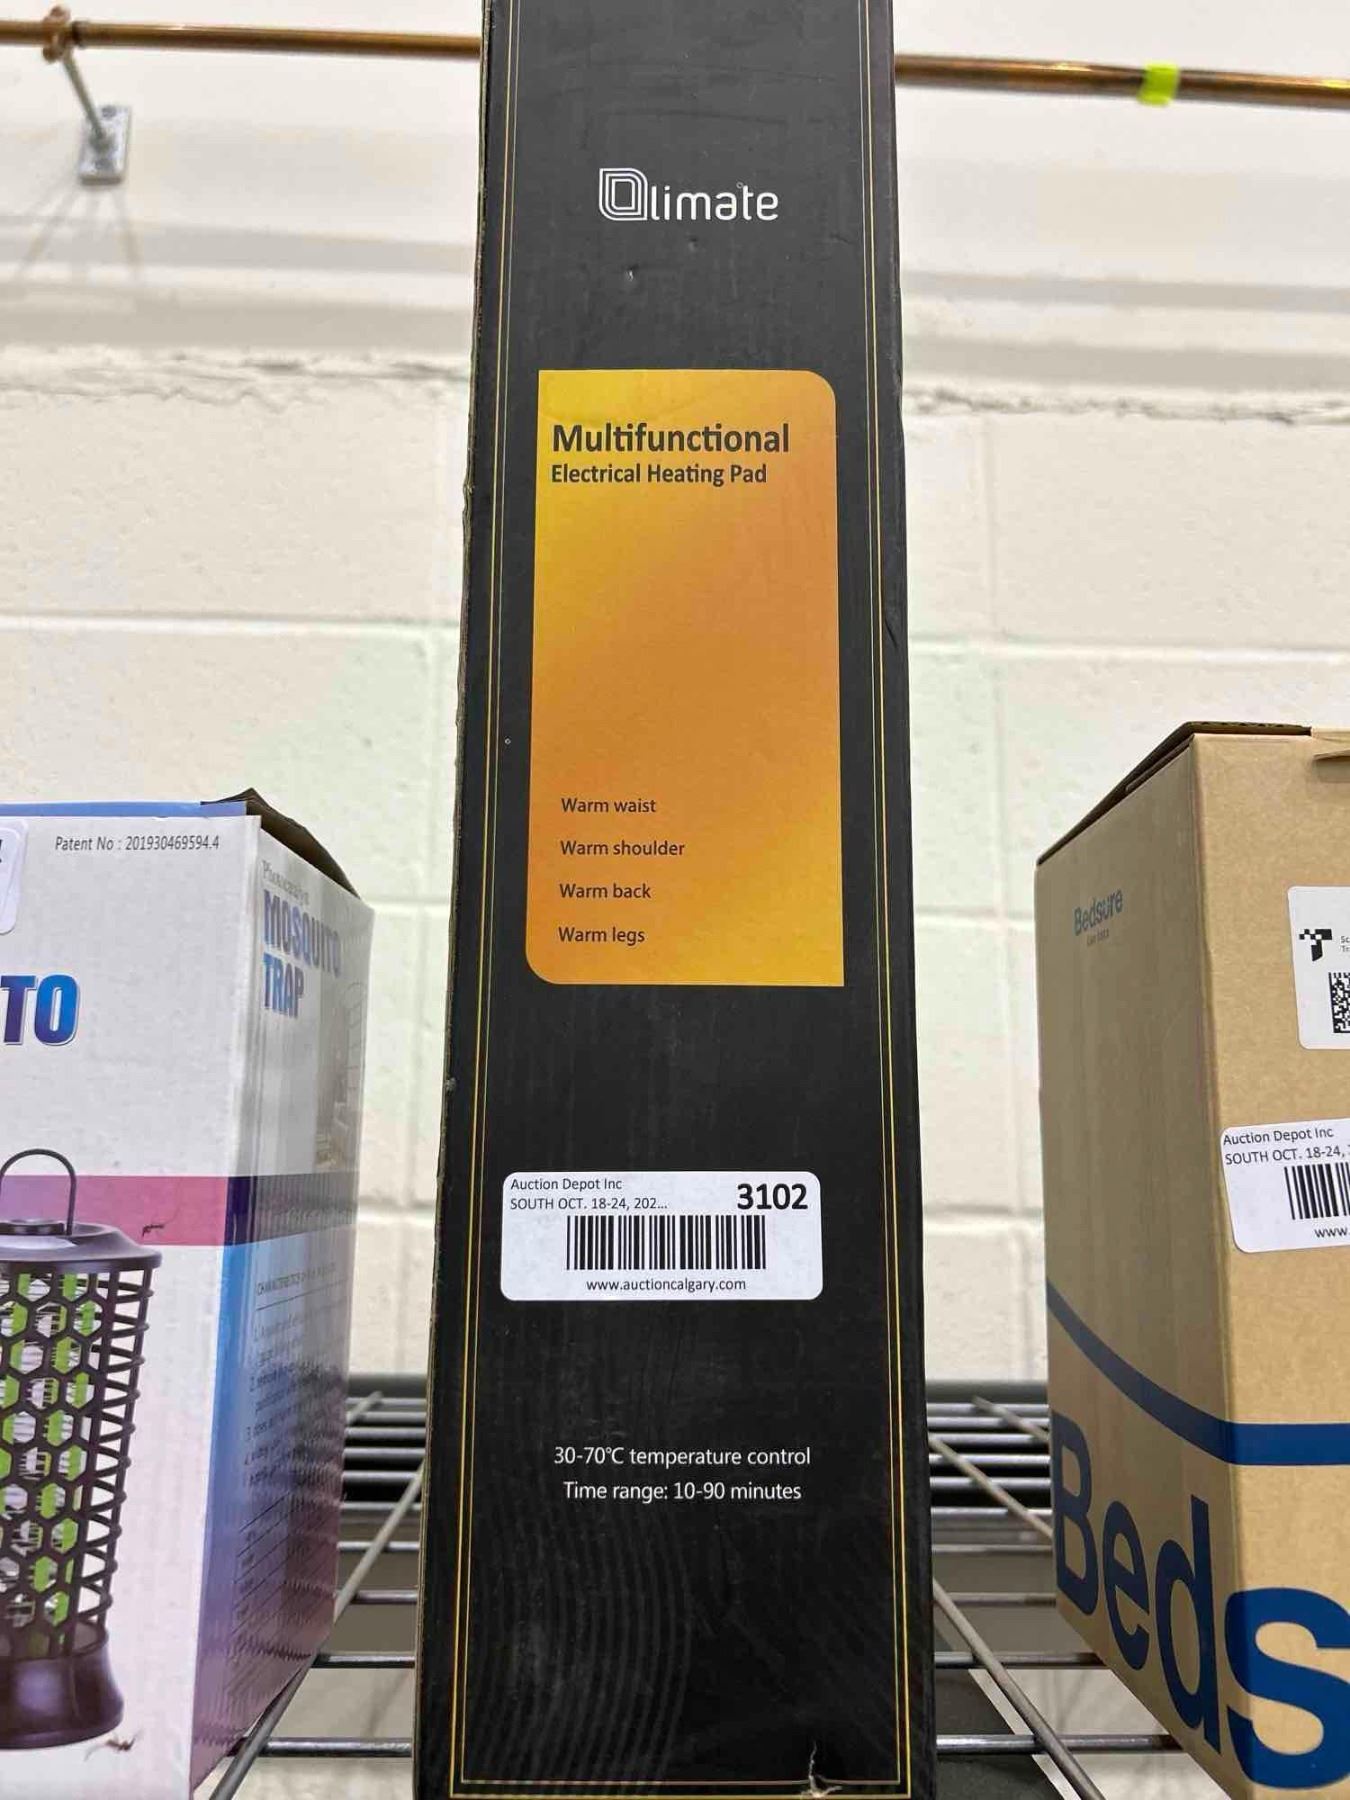 Olimate
Multifunctional
Electrical Heating Pad
Warm waist
Warm shoulder
Warm back
Warm legs
Auction Depot Inc
SOUTH OCT. 18-24, 202...
3102
www.auctioncalgary.com
30-70℃ temperature control
Time range: 10-90 minutes
Patent No : 201930469594.4
MOSQUITO
TRAP
TO
Bedsure
Auction Depot Inc
SOUTH OCT. 18-24,
www.
Beds